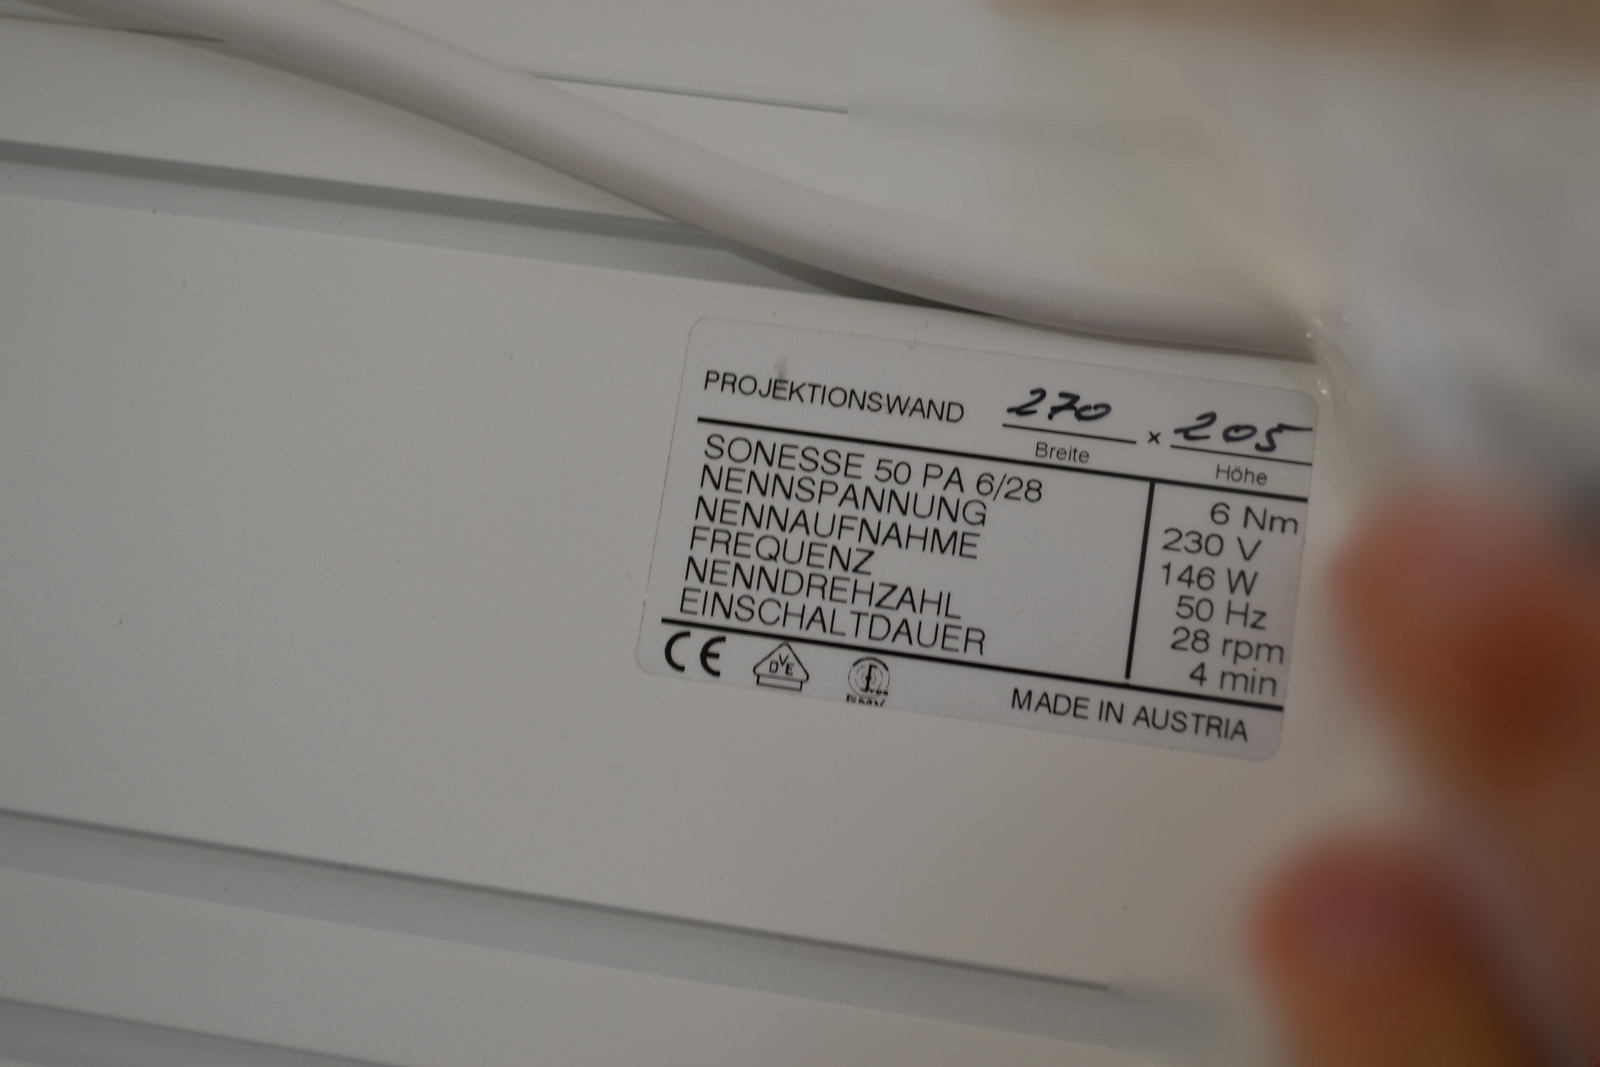 PROJEKTIONSWAND 270 x 205
Breite Höhe
SONESSE 50 PA 6/28 6 Nm
NENNSPANNUNG 230 V
NENNAUFNAHME 146 W
FREQUENZ 50 Hz
NENNDREHZAHL 28 rpm
EINSCHALTDAUER 4 min
CE DVE F MADE IN AUSTRIA